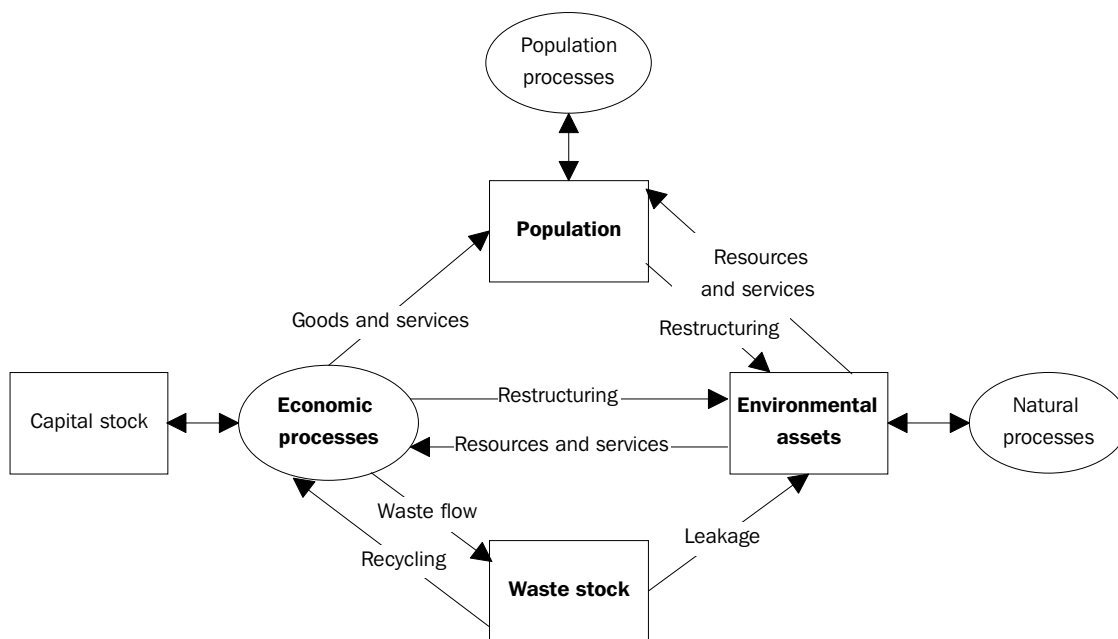 Population
processes
Population
Resources
and services
Goods and services
Restructuring
Capital stock
Economic
processes
Restructuring
Resources and services
Environmental
assets
Natural
processes
Waste flow
Recycling
Leakage
Waste stock